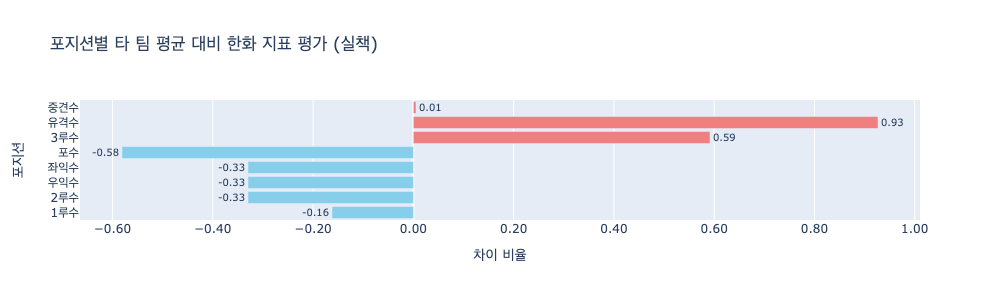 포지션별 타 팀 평균 대비 한화 지표 평가 (실책)
포지션
중견수 0.01
유격수 0.93
3루수 0.59
포수 -0.58
좌익수 -0.33
우익수 -0.33
2루수 -0.33
1루수 -0.16
−0.60 −0.40 −0.20 0.00 0.20 0.40 0.60 0.80 1.00
차이 비율